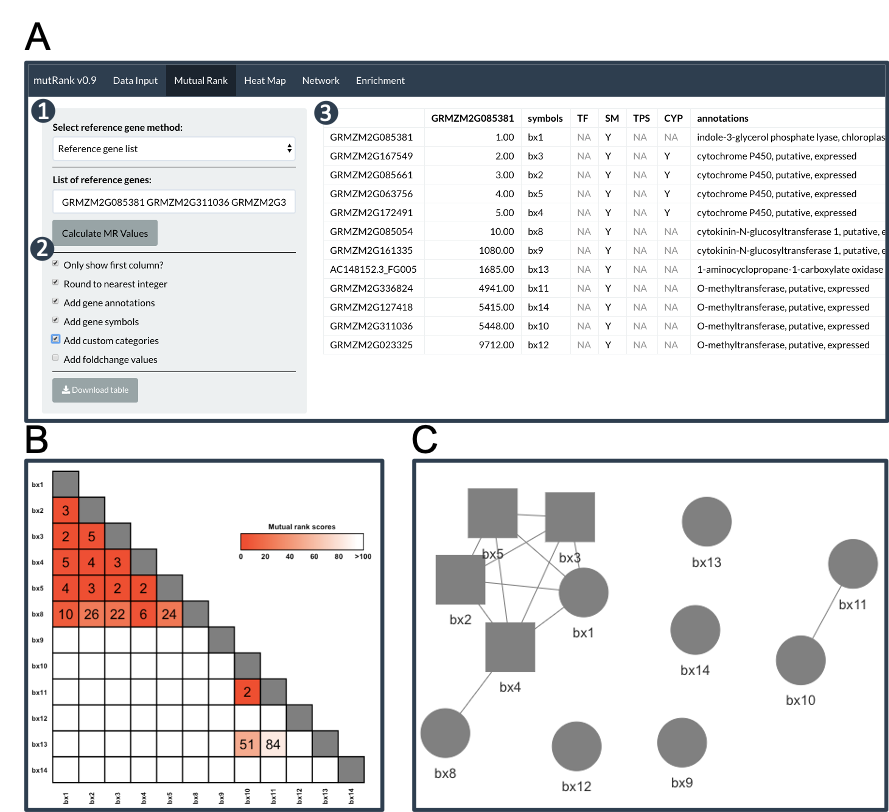 A
mutRank v0.9 Data Input Mutual Rank Heat Map Network Enrichment
1
Select reference gene method:
Reference gene list
List of reference genes:
GRMZM2G085381 GRMZM2G311036 GRMZM2G3
Calculate MR Values
2
Only show first column?
Round to nearest integer
Add gene annotations
Add gene symbols
Add custom categories
Add foldchange values
Download table
3
GRMZM2G085381 symbols TF SM TPS CYP annotations
GRMZM2G085381 1.00 bx1 NA Y NA NA indole-3-glycerol phosphate lyase, chloroplas
GRMZM2G167549 2.00 bx3 NA Y NA Y cytochrome P450, putative, expressed
GRMZM2G085661 3.00 bx2 NA Y NA Y cytochrome P450, putative, expressed
GRMZM2G063756 4.00 bx5 NA Y NA Y cytochrome P450, putative, expressed
GRMZM2G172491 5.00 bx4 NA Y NA Y cytochrome P450, putative, expressed
GRMZM2G085054 10.00 bx8 NA Y NA NA cytokinin-N-glucosyltransferase 1, putative, e
GRMZM2G161335 1080.00 bx9 NA Y NA NA cytokinin-N-glucosyltransferase 1, putative, e
AC148152.3_FG005 1685.00 bx13 NA Y NA NA 1-aminocyclopropane-1-carboxylate oxidase
GRMZM2G336824 4941.00 bx11 NA Y NA NA O-methyltransferase, putative, expressed
GRMZM2G127418 5415.00 bx14 NA Y NA NA O-methyltransferase, putative, expressed
GRMZM2G311036 5448.00 bx10 NA Y NA NA O-methyltransferase, putative, expressed
GRMZM2G023325 9712.00 bx12 NA Y NA NA O-methyltransferase, putative, expressed
B
bx1
bx2 3
bx3 2 5
bx4 5 4 3
bx5 4 3 2 2
bx8 10 26 22 6 24
bx9
bx10
bx11 2
bx12
bx13 51 84
bx14
bx1 bx2 bx3 bx4 bx5 bx8 bx9 bx10 bx11 bx12 bx13 bx14
Mutual rank scores
0 20 40 60 80 >100
C
bx5
bx3
bx13
bx11
bx2
bx1
bx14
bx4
bx10
bx8
bx12
bx9